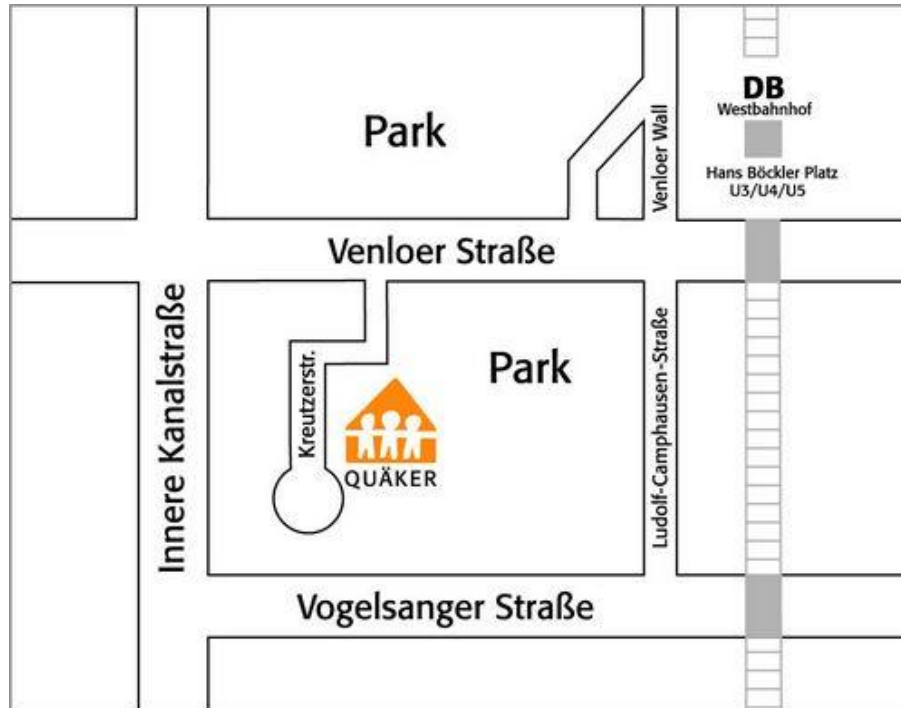 DB
Westbahnhof
Park
Venloer Wall
Hans Böckler Platz
U3/U4/U5
Venloer Straße
Innere Kanalstraße
Kreutzerstr.
Park
Ludolf-Camphausen-Straße
QUÄKER
Vogelsanger Straße